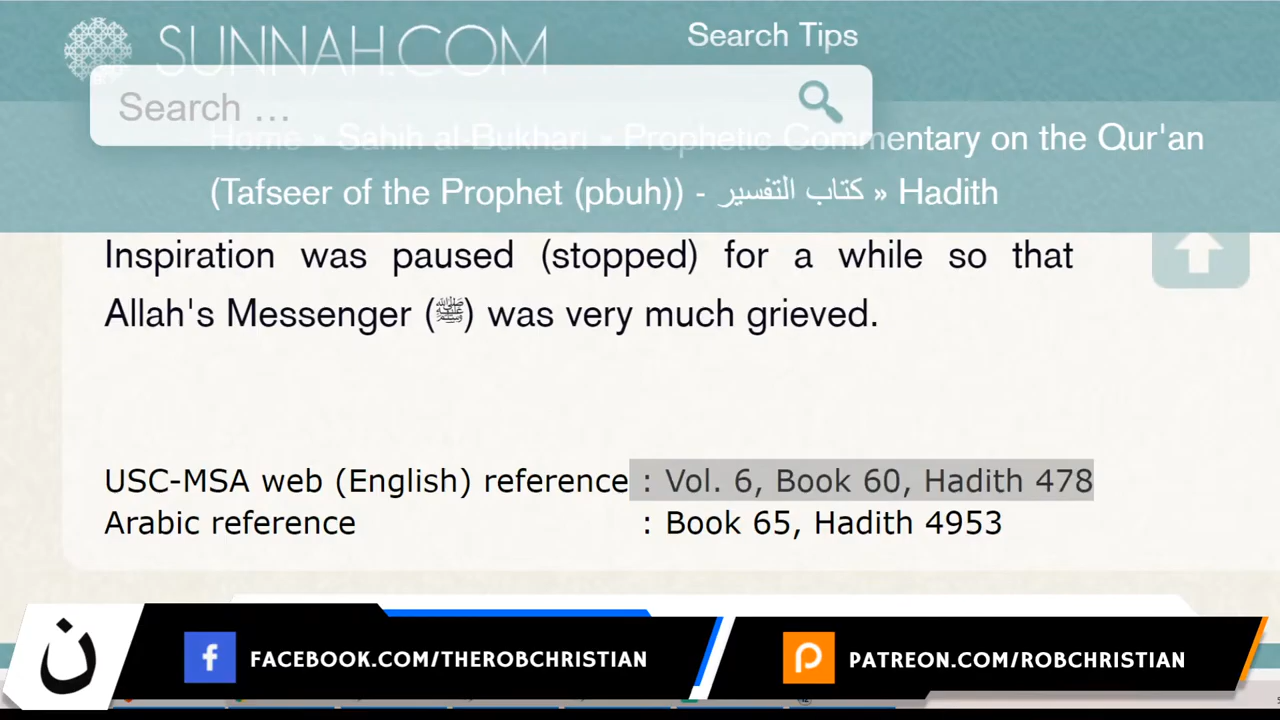 SUNNAH.COM
Search Tips
Search ...
Home » Sahih al-Bukhari » Prophetic Commentary on the Qur'an
(Tafseer of the Prophet (pbuh)) - كتاب التفسير » Hadith
Inspiration was paused (stopped) for a while so that
Allah's Messenger (ﷺ) was very much grieved.
USC-MSA web (English) reference : Vol. 6, Book 60, Hadith 478
Arabic reference : Book 65, Hadith 4953
ن
FACEBOOK.COM/THEROBCHRISTIAN
PATREON.COM/ROBCHRISTIAN